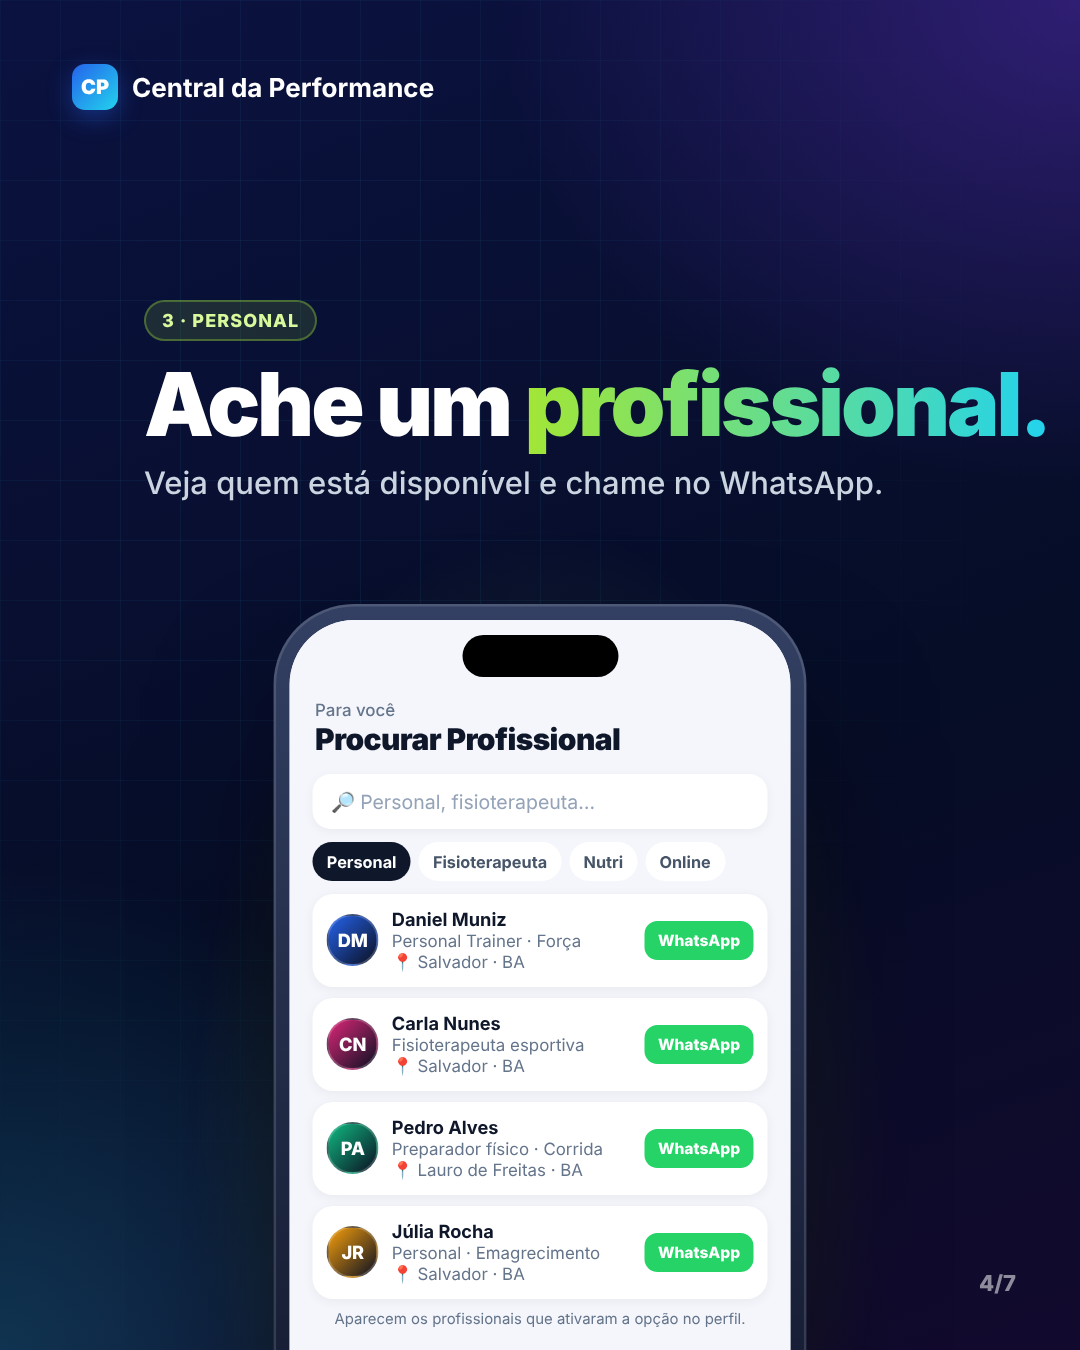 CP Central da Performance
3 · PERSONAL
Ache um profissional.
Veja quem está disponível e chame no WhatsApp.
Para você
Procurar Profissional
🔎 Personal, fisioterapeuta...
Personal Fisioterapeuta Nutri Online
DM
Daniel Muniz
Personal Trainer · Força
📍 Salvador · BA
WhatsApp
CN
Carla Nunes
Fisioterapeuta esportiva
📍 Salvador · BA
WhatsApp
PA
Pedro Alves
Preparador físico · Corrida
📍 Lauro de Freitas · BA
WhatsApp
JR
Júlia Rocha
Personal · Emagrecimento
📍 Salvador · BA
WhatsApp
Aparecem os profissionais que ativaram a opção no perfil.
4/7